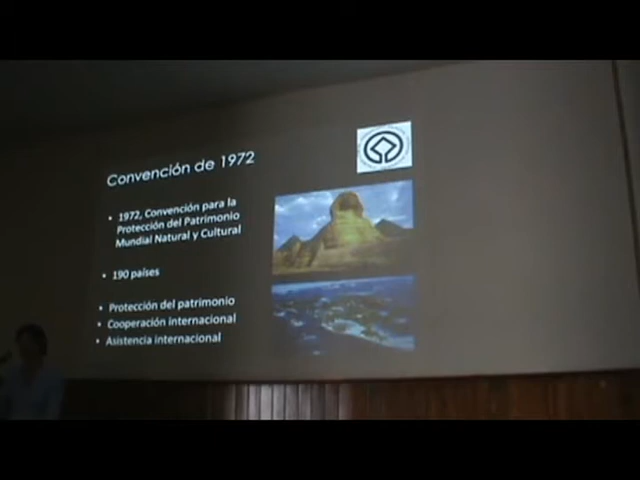 Convención de 1972
• 1972, Convención para la
Protección del Patrimonio
Mundial Natural y Cultural
• 190 países
• Protección del patrimonio
• Cooperación internacional
• Asistencia internacional